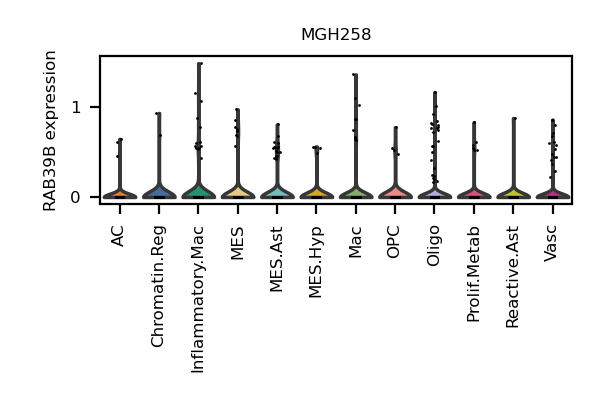 MGH258
RAB39B expression
1
0
AC
Chromatin.Reg
Inflammatory.Mac
MES
MES.Ast
MES.Hyp
Mac
OPC
Oligo
Prolif.Metab
Reactive.Ast
Vasc